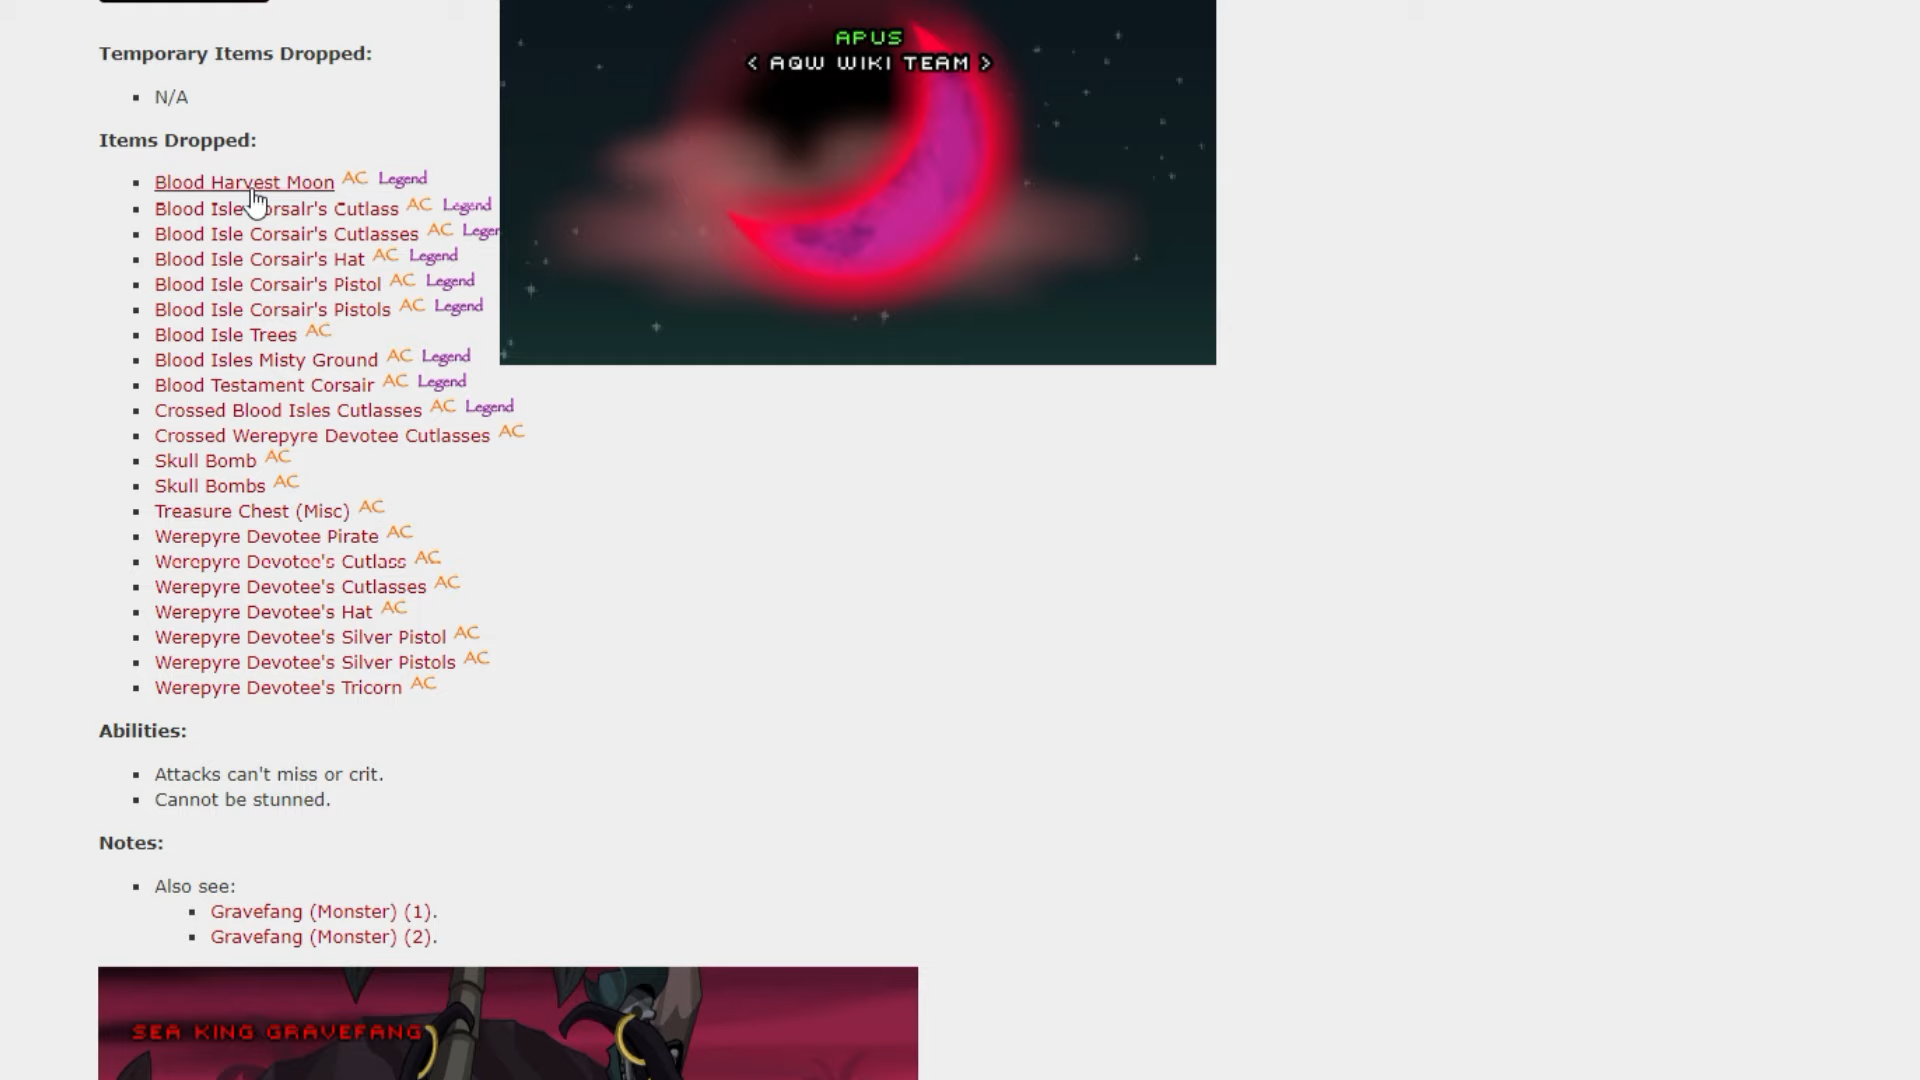 Temporary Items Dropped:
N/A
Items Dropped:
Blood Harvest Moon AC Legend
Blood Isle Corsair's Cutlass AC Legend
Blood Isle Corsair's Cutlasses AC Legen
Blood Isle Corsair's Hat AC Legend
Blood Isle Corsair's Pistol AC Legend
Blood Isle Corsair's Pistols AC Legend
Blood Isle Trees AC
Blood Isles Misty Ground AC Legend
Blood Testament Corsair AC Legend
Crossed Blood Isles Cutlasses AC Legend
Crossed Werepyre Devotee Cutlasses AC
Skull Bomb AC
Skull Bombs AC
Treasure Chest (Misc) AC
Werepyre Devotee Pirate AC
Werepyre Devotee's Cutlass AC
Werepyre Devotee's Cutlasses AC
Werepyre Devotee's Hat AC
Werepyre Devotee's Silver Pistol AC
Werepyre Devotee's Silver Pistols AC
Werepyre Devotee's Tricorn AC
Abilities:
Attacks can't miss or crit.
Cannot be stunned.
Notes:
Also see:
Gravefang (Monster) (1).
Gravefang (Monster) (2).
APUS
< AQW WIKI TEAM >
SEA KING GRAVEFANG